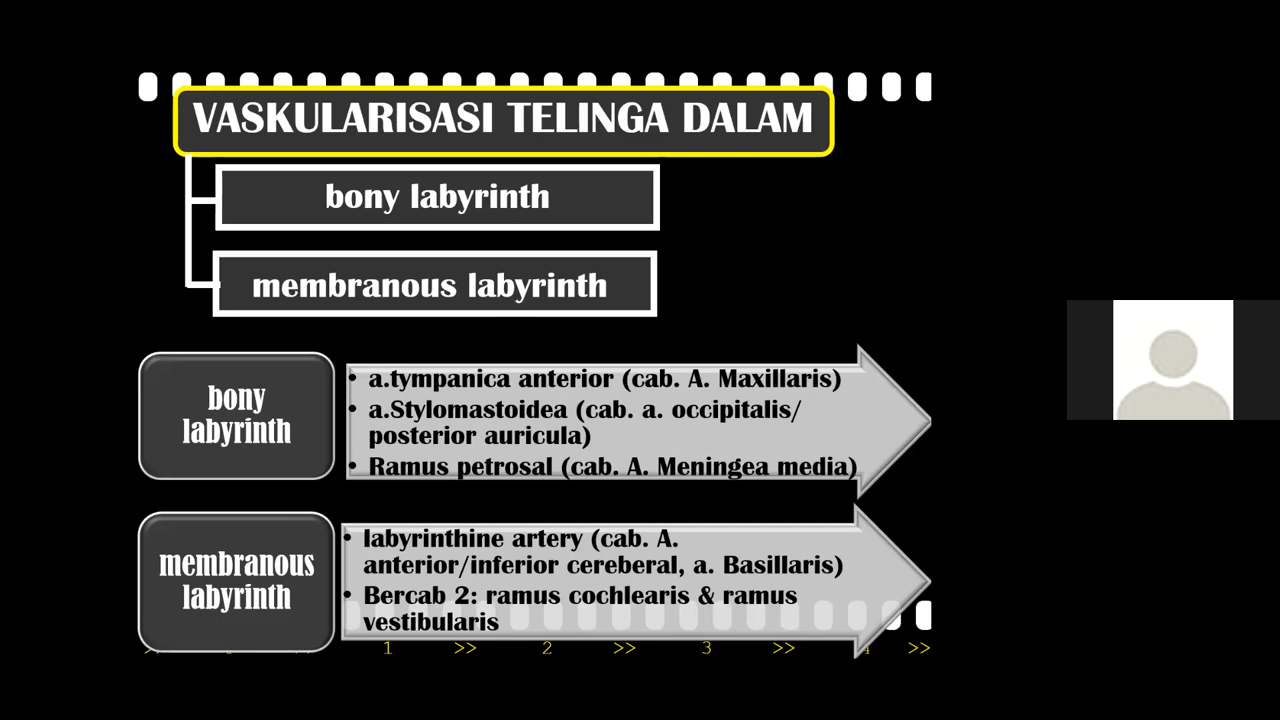 VASKULARISASI TELINGA DALAM
bony labyrinth
membranous labyrinth
bony
labyrinth
• a.tympanica anterior (cab. A. Maxillaris)
• a.Stylomastoidea (cab. a. occipitalis/
posterior auricula)
• Ramus petrosal (cab. A. Meningea media)
membranous
labyrinth
• labyrinthine artery (cab. A.
anterior/inferior cereberal, a. Basillaris)
• Bercab 2: ramus cochlearis & ramus
vestibularis
1 >> 2 >> 3 >> 4 >>